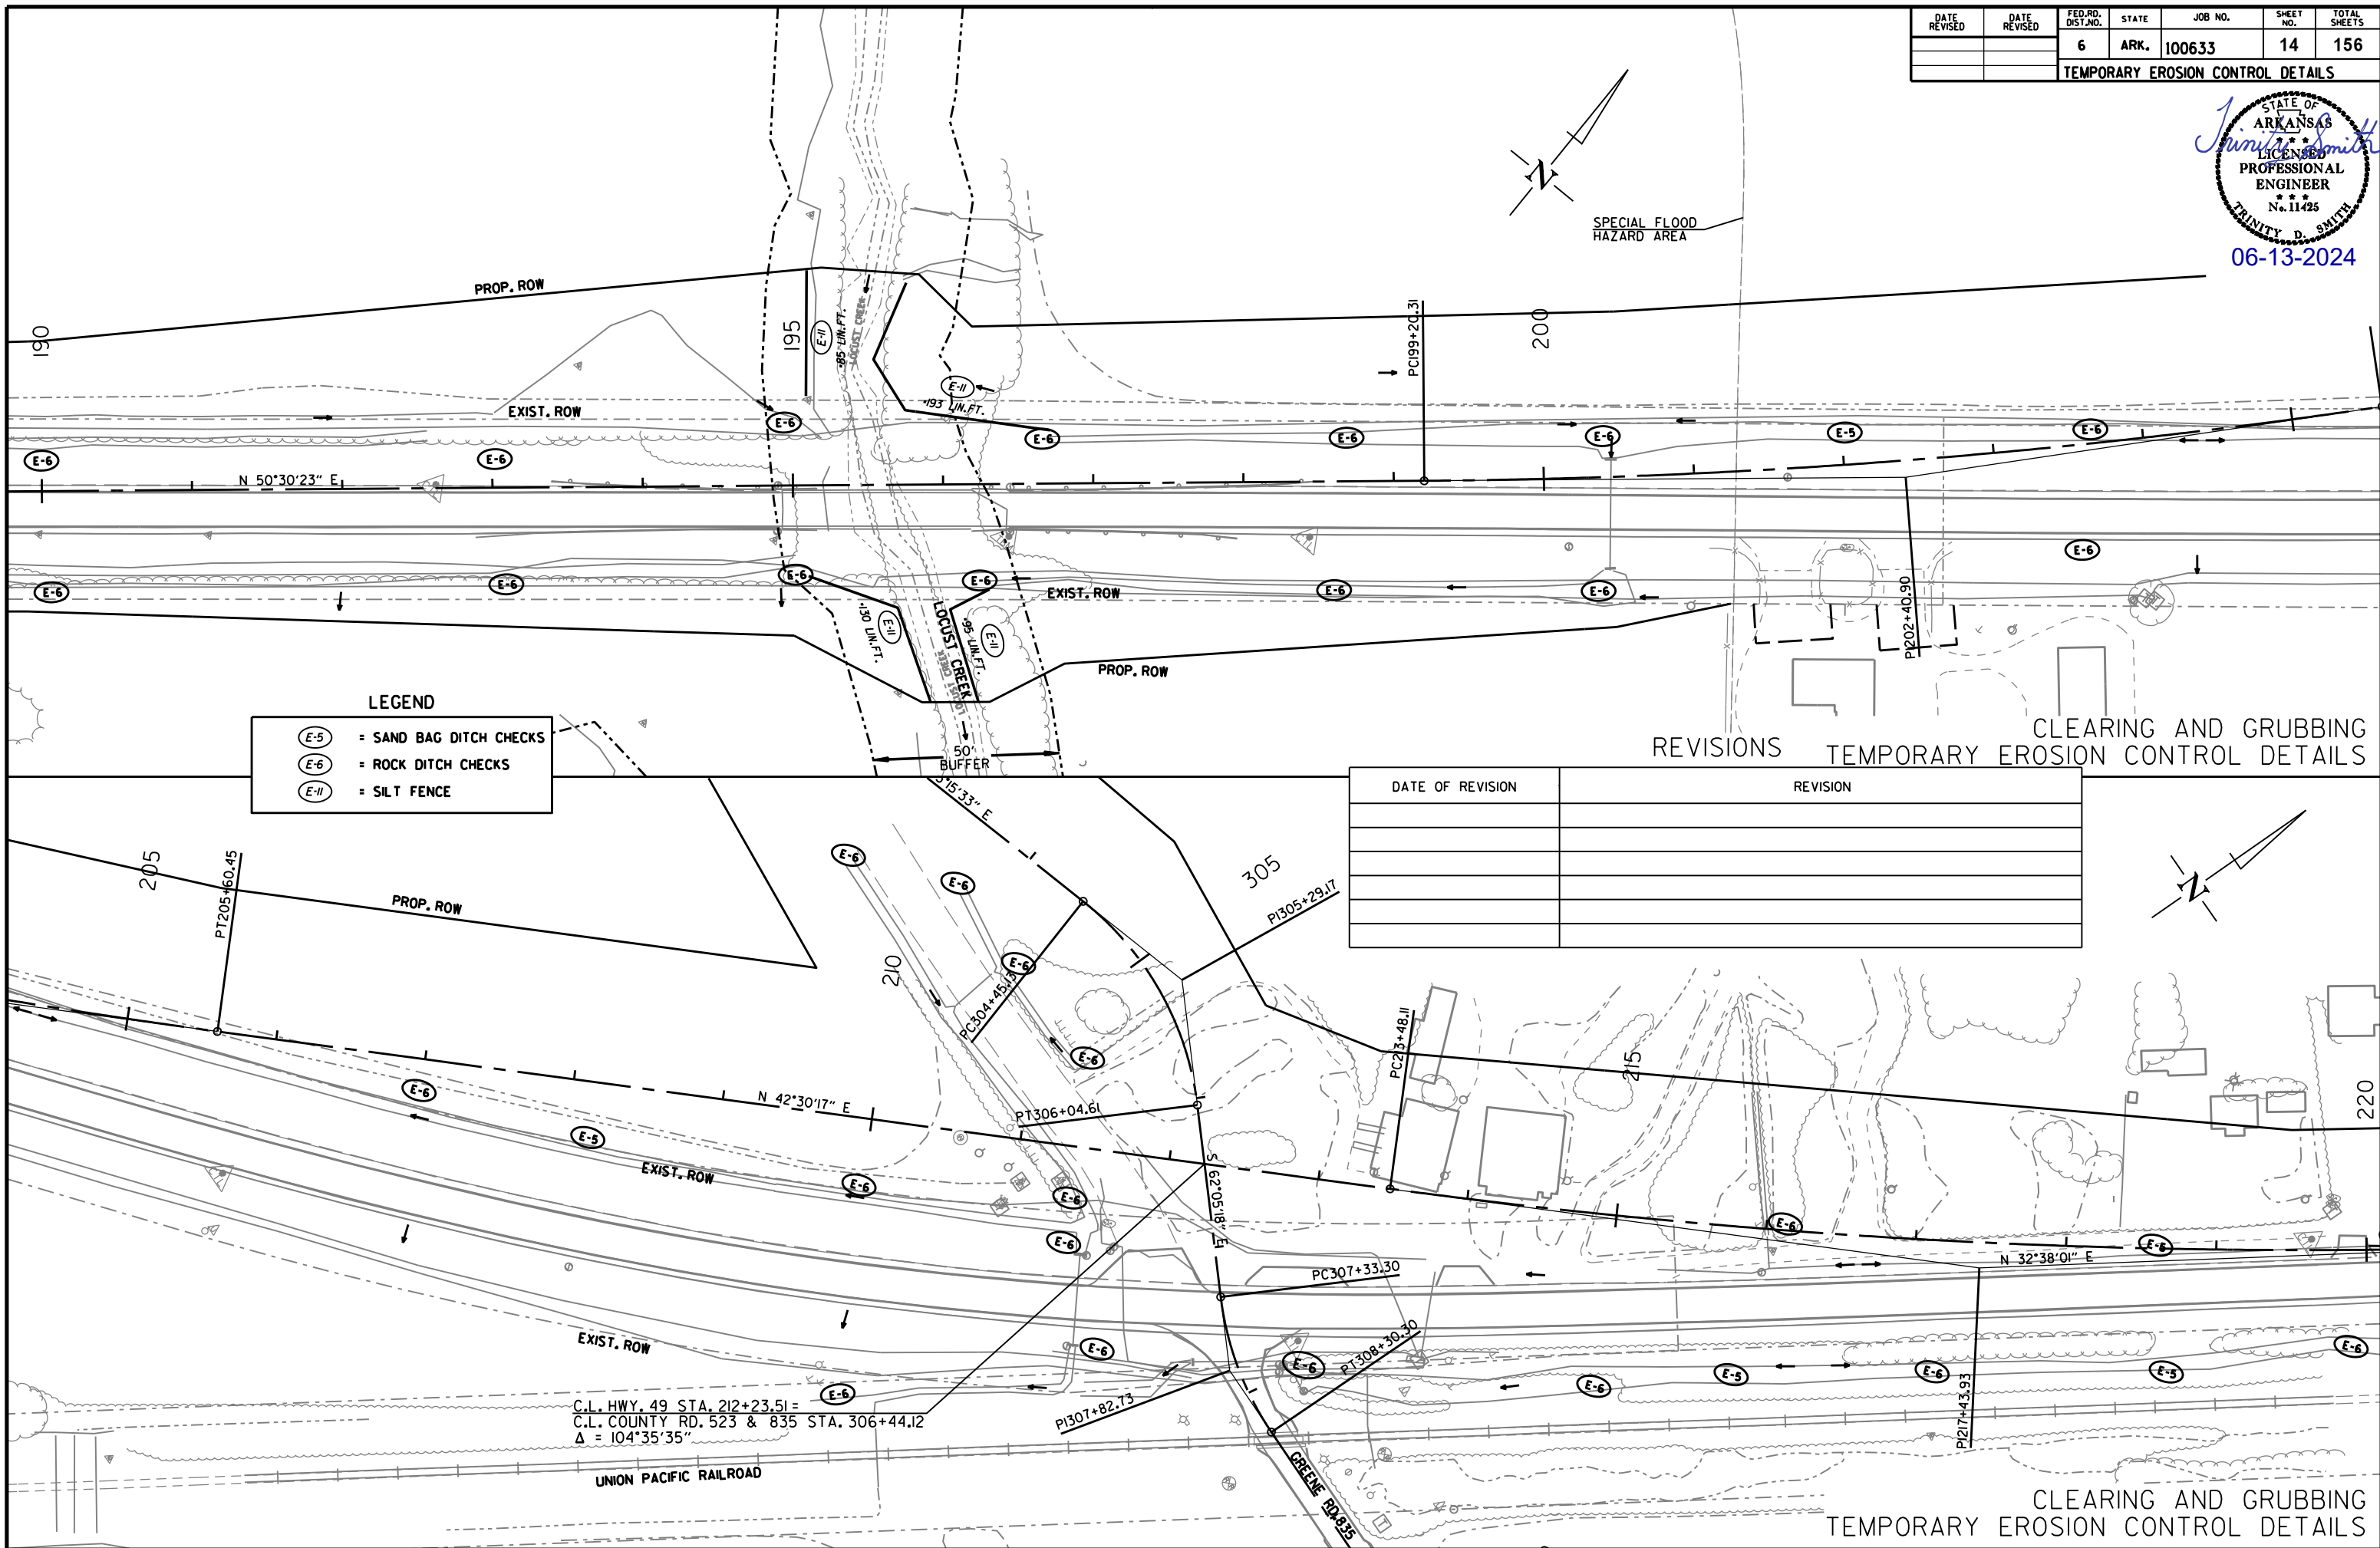 DATE REVISED
DATE REVISED
FED.RD. DIST.NO.
STATE
JOB NO.
SHEET NO.
TOTAL SHEETS
6
ARK.
100633
14
156
TEMPORARY EROSION CONTROL DETAILS
STATE OF
ARKANSAS
LICENSED
PROFESSIONAL
ENGINEER
No. 11425
TRINITY D. SMITH
Trinity Smith
06-13-2024
SPECIAL FLOOD
HAZARD AREA
PROP. ROW
190
195
200
E-11
*85 LIN.FT.
LOCUST CREEK
PC199+20.31
E-11
*193 LIN.FT.
EXIST. ROW
E-6
E-6
E-6
E-6
E-5
E-6
E-6
E-6
N 50°30'23" E
N
E-6
E-6
E-6
E-6
E-6
E-6
E-6
EXIST. ROW
*130 LIN.FT.
E-11
LOCUST CREEK
LOCUST CREEK
*95 LIN.FT.
E-11
PROP. ROW
PI202+40.90
50'
BUFFER
LEGEND
E-5 = SAND BAG DITCH CHECKS
E-6 = ROCK DITCH CHECKS
E-11 = SILT FENCE
CLEARING AND GRUBBING
TEMPORARY EROSION CONTROL DETAILS
REVISIONS
DATE OF REVISION
REVISION
15'33" E
205
PT205+60.45
PROP. ROW
210
E-6
E-6
E-6
E-6
PC304+45.13
305
PI305+29.17
N
PC213+48.11
215
220
E-6
E-5
E-6
E-6
E-6
N 42°30'17" E
PT306+04.61
EXIST. ROW
S 62°05'18" E
PC307+33.30
E-6
E-5
N 32°38'01" E
EXIST. ROW
E-6
E-6
E-6
PT308+30.30
E-6
E-5
E-6
E-5
E-6
PI307+82.73
PI217+43.93
C.L. HWY. 49 STA. 212+23.51 =
C.L. COUNTY RD. 523 & 835 STA. 306+44.12
Δ = 104°35'35"
UNION PACIFIC RAILROAD
GREENE RD.835
CLEARING AND GRUBBING
TEMPORARY EROSION CONTROL DETAILS